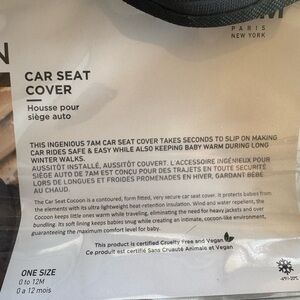 M
PARIS
NEW YORK
N
CAR SEAT
COVER
Housse pour
siège auto
THIS INGENIOUS 7AM CAR SEAT COVER TAKES SECONDS TO SLIP ON MAKING
CAR RIDES SAFE & EASY WHILE ALSO KEEPING BABY WARM DURING LONG
WINTER WALKS.
AUSSITÔT INSTALLÉ, AUSSITÔT COUVERT. L'ACCESSOIRE INGÉNIEUX POUR
SIÈGE AUTO DE 7AM EST CONÇU POUR DES TRAJETS EN TOUTE SÉCURITÉ
LORS DE LONGUES ET FROIDES PROMENADES EN HIVER, GARDANT BÉBÉ
AU CHAUD.
The Car Seat Cocoon is a contoured, form fitted, very secure car seat cover. It protects babies from
the elements with its ultra lightweight heat-retention insulation. Wind and water repellent, the
Cocoon keeps little ones warm while traveling, eliminating the need for heavy jackets and over
bundling. Its soft lining keeps babies snug while creating an intimate, cocoon-like environment,
guaranteeing the maximum comfort level for baby.
This product is certified Cruelty Free and Vegan
Ce produit est certifié Sans Cruauté Animale et Vegan
ONE SIZE
0 to 12M
0 à 12 mois